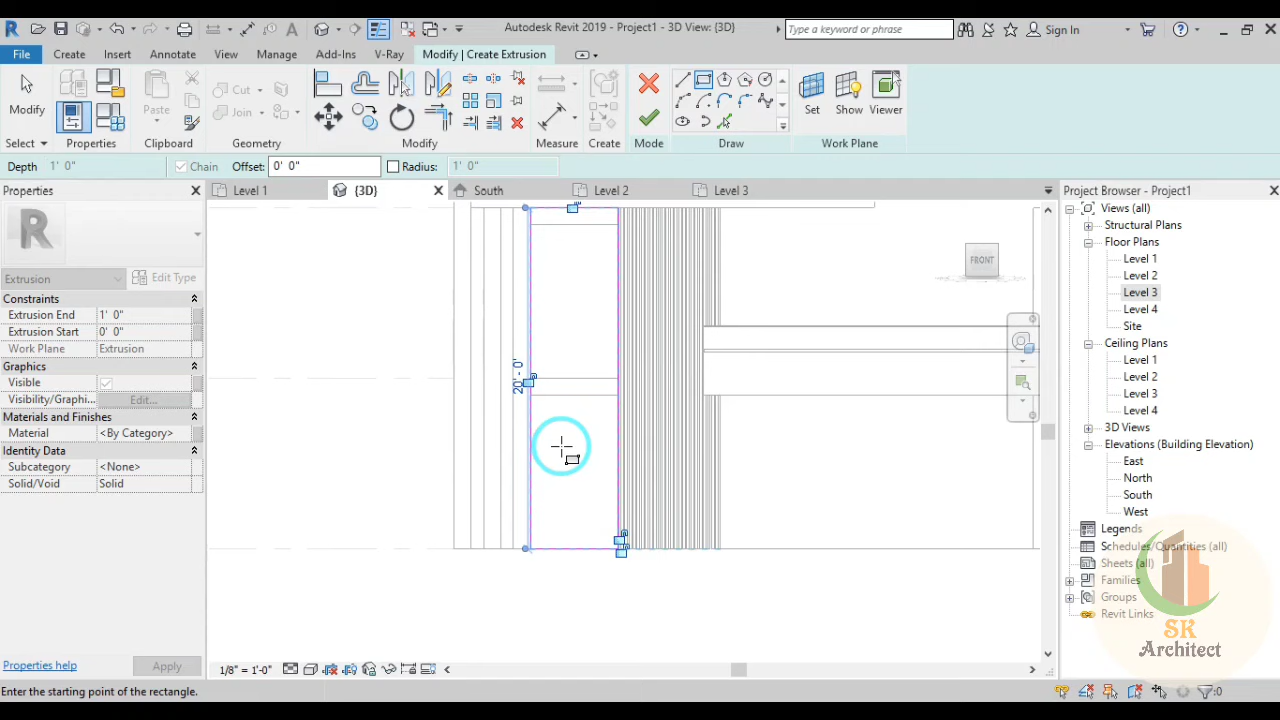 Autodesk Revit 2019 - Project1 - 3D View: {3D}
Type a keyword or phrase
Sign In
File Create Insert Annotate View Manage Add-Ins V-Ray Modify | Create Extrusion
Modify
Paste
Cut
Join
Set
Show
Viewer
Select
Properties
Clipboard
Geometry
Modify
Measure
Create
Mode
Draw
Work Plane
Depth 1' 0" Chain Offset: 0' 0" Radius: 1' 0"
Properties
Level 1
{3D}
South
Level 2
Level 3
Project Browser - Project1
R
Extrusion
Edit Type
Constraints
Extrusion End 1' 0"
Extrusion Start 0' 0"
Work Plane Extrusion
Graphics
Visible
Visibility/Graphi... Edit...
Materials and Finishes
Material <By Category>
Identity Data
Subcategory <None>
Solid/Void Solid
Properties help
Apply
20' - 0"
FRONT
Views (all)
Structural Plans
Floor Plans
Level 1
Level 2
Level 3
Level 4
Site
Ceiling Plans
Level 1
Level 2
Level 3
Level 4
3D Views
Elevations (Building Elevation)
East
North
South
West
Legends
Schedules/Quantities (all)
Sheets (all)
Families
Groups
Revit Links
SK
Architect
1/8" = 1'-0"
Enter the starting point of the rectangle.
:0